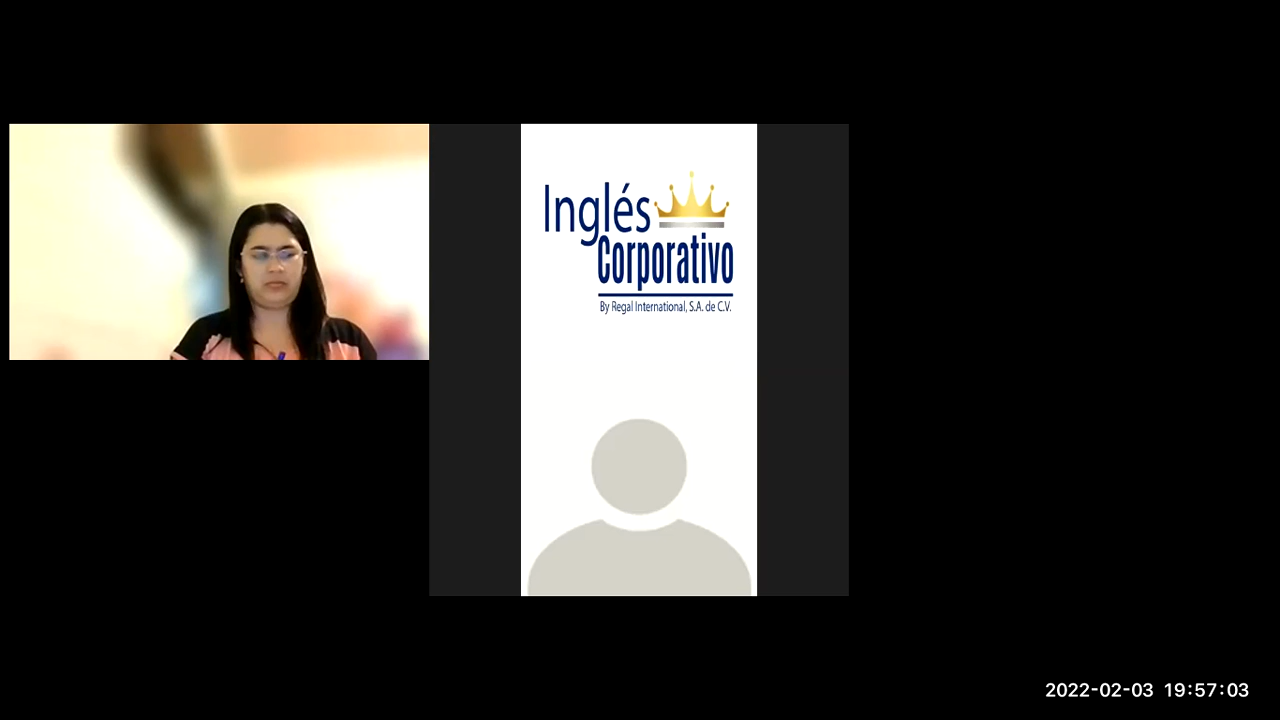 Inglés
Corporativo
By Regal International, S.A. de C.V.
2022-02-03 19:57:03